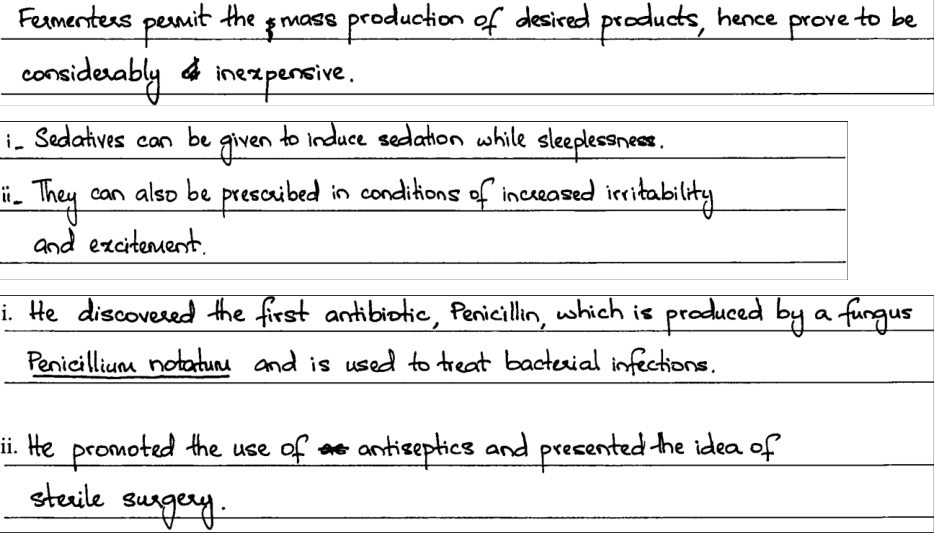 Fermenters permit the mass production of desired products, hence prove to be
considerably inexpensive.
i- Sedatives can be given to induce sedation while sleeplessness.
ii- They can also be prescribed in conditions of increased irritability
and excitement.
i. He discovered the first antibiotic, Penicillin, which is produced by a fungus
Penicillium notatum and is used to treat bacterial infections.
ii. He promoted the use of antiseptics and presented the idea of
sterile surgery.